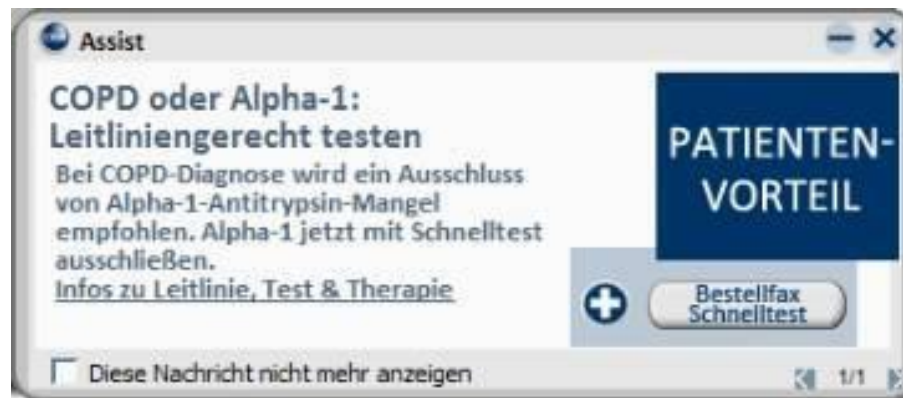 Assist
COPD oder Alpha-1:
Leitliniengerecht testen
Bei COPD-Diagnose wird ein Ausschluss
von Alpha-1-Antitrypsin-Mangel
empfohlen. Alpha-1 jetzt mit Schnelltest
ausschließen.
Infos zu Leitlinie, Test & Therapie
PATIENTEN-
VORTEIL
Bestellfax
Schnelltest
Diese Nachricht nicht mehr anzeigen
1/1